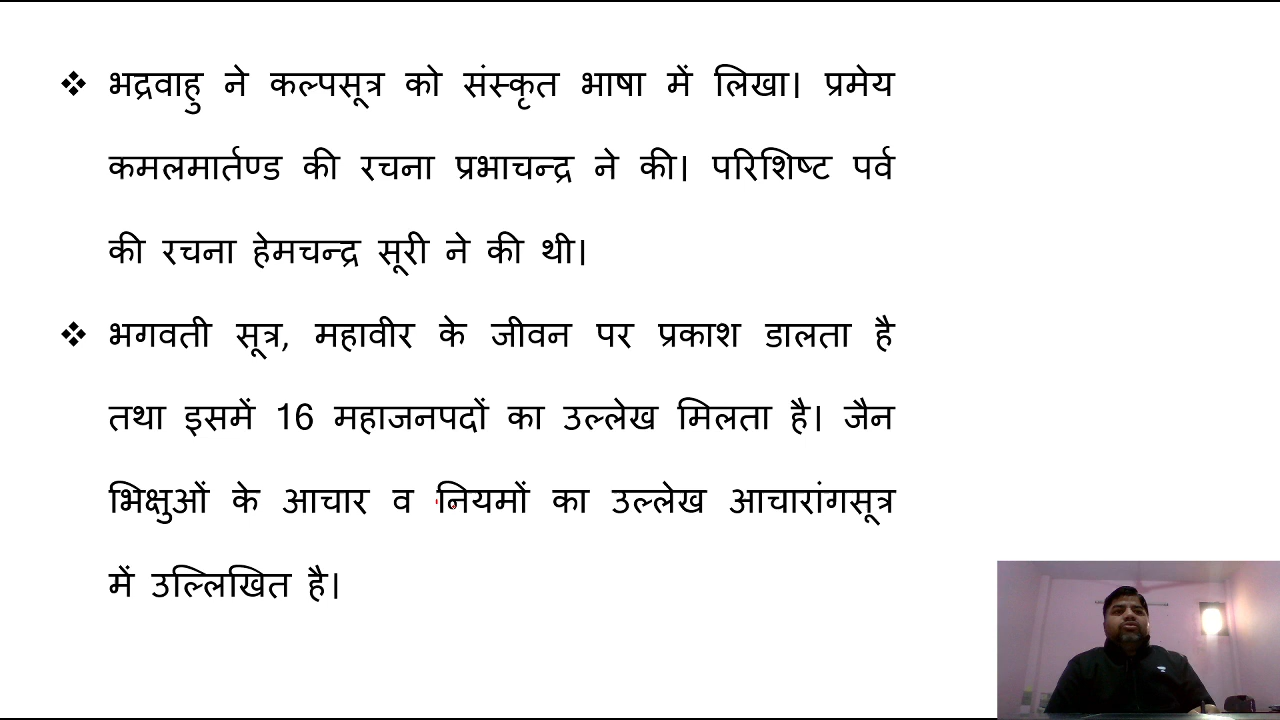 ❖ भद्रवाहु ने कल्पसूत्र को संस्कृत भाषा में लिखा। प्रमेय
कमलमार्तण्ड की रचना प्रभाचन्द्र ने की। परिशिष्ट पर्व
की रचना हेमचन्द्र सूरी ने की थी।
❖ भगवती सूत्र, महावीर के जीवन पर प्रकाश डालता है
तथा इसमें 16 महाजनपदों का उल्लेख मिलता है। जैन
भिक्षुओं के आचार व नियमों का उल्लेख आचारांगसूत्र
में उल्लिखित है।